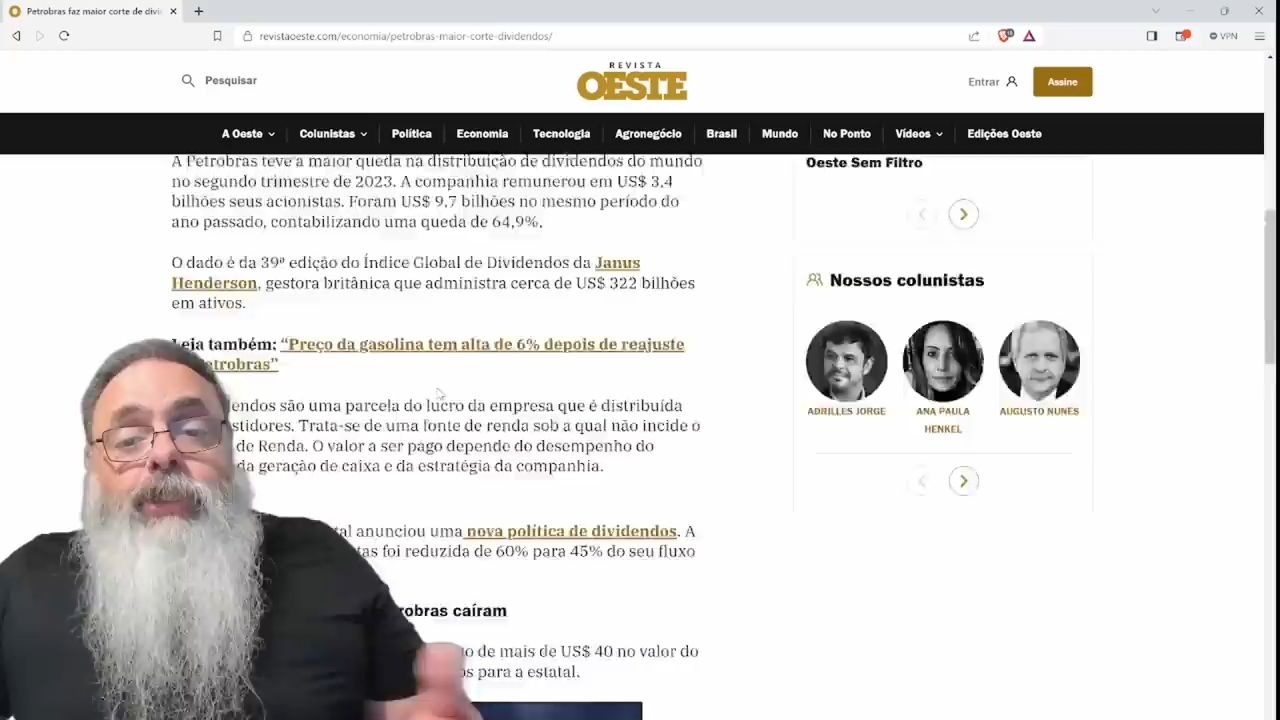 Petrobras faz maior corte de divid
revistaoeste.com/economia/petrobras-maior-corte-dividendos/
VPN
Pesquisar
REVISTA
OESTE
Entrar
Assine
A Oeste
Colunistas
Política
Economia
Tecnologia
Agronegócio
Brasil
Mundo
No Ponto
Vídeos
Edições Oeste
A Petrobras teve a maior queda na distribuição de dividendos do mundo
no segundo trimestre de 2023. A companhia remunerou em US$ 3,4
bilhões seus acionistas. Foram US$ 9,7 bilhões no mesmo período do
ano passado, contabilizando uma queda de 64,9%.
O dado é da 39ª edição do Índice Global de Dividendos da Janus
Henderson, gestora britânica que administra cerca de US$ 322 bilhões
em ativos.
Leia também: “Preço da gasolina tem alta de 6% depois de reajuste
etrobras”
dendos são uma parcela do lucro da empresa que é distribuída
stidores. Trata-se de uma fonte de renda sob a qual não incide o
de Renda. O valor a ser pago depende do desempenho do
da geração de caixa e da estratégia da companhia.
tal anunciou uma nova política de dividendos. A
tas foi reduzida de 60% para 45% do seu fluxo
robras caíram
o de mais de US$ 40 no valor do
os para a estatal.
Oeste Sem Filtro
Nossos colunistas
ADRILLES JORGE
ANA PAULA
HENKEL
AUGUSTO NUNES